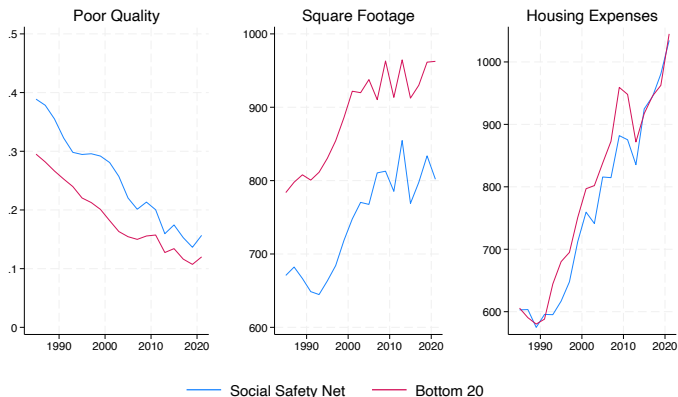 Poor Quality
.5
.4
.3
.2
.1
0
1990 2000 2010 2020
Square Footage
1000
900
800
700
600
1990 2000 2010 2020
Housing Expenses
1000
900
800
700
600
1990 2000 2010 2020
Social Safety Net Bottom 20